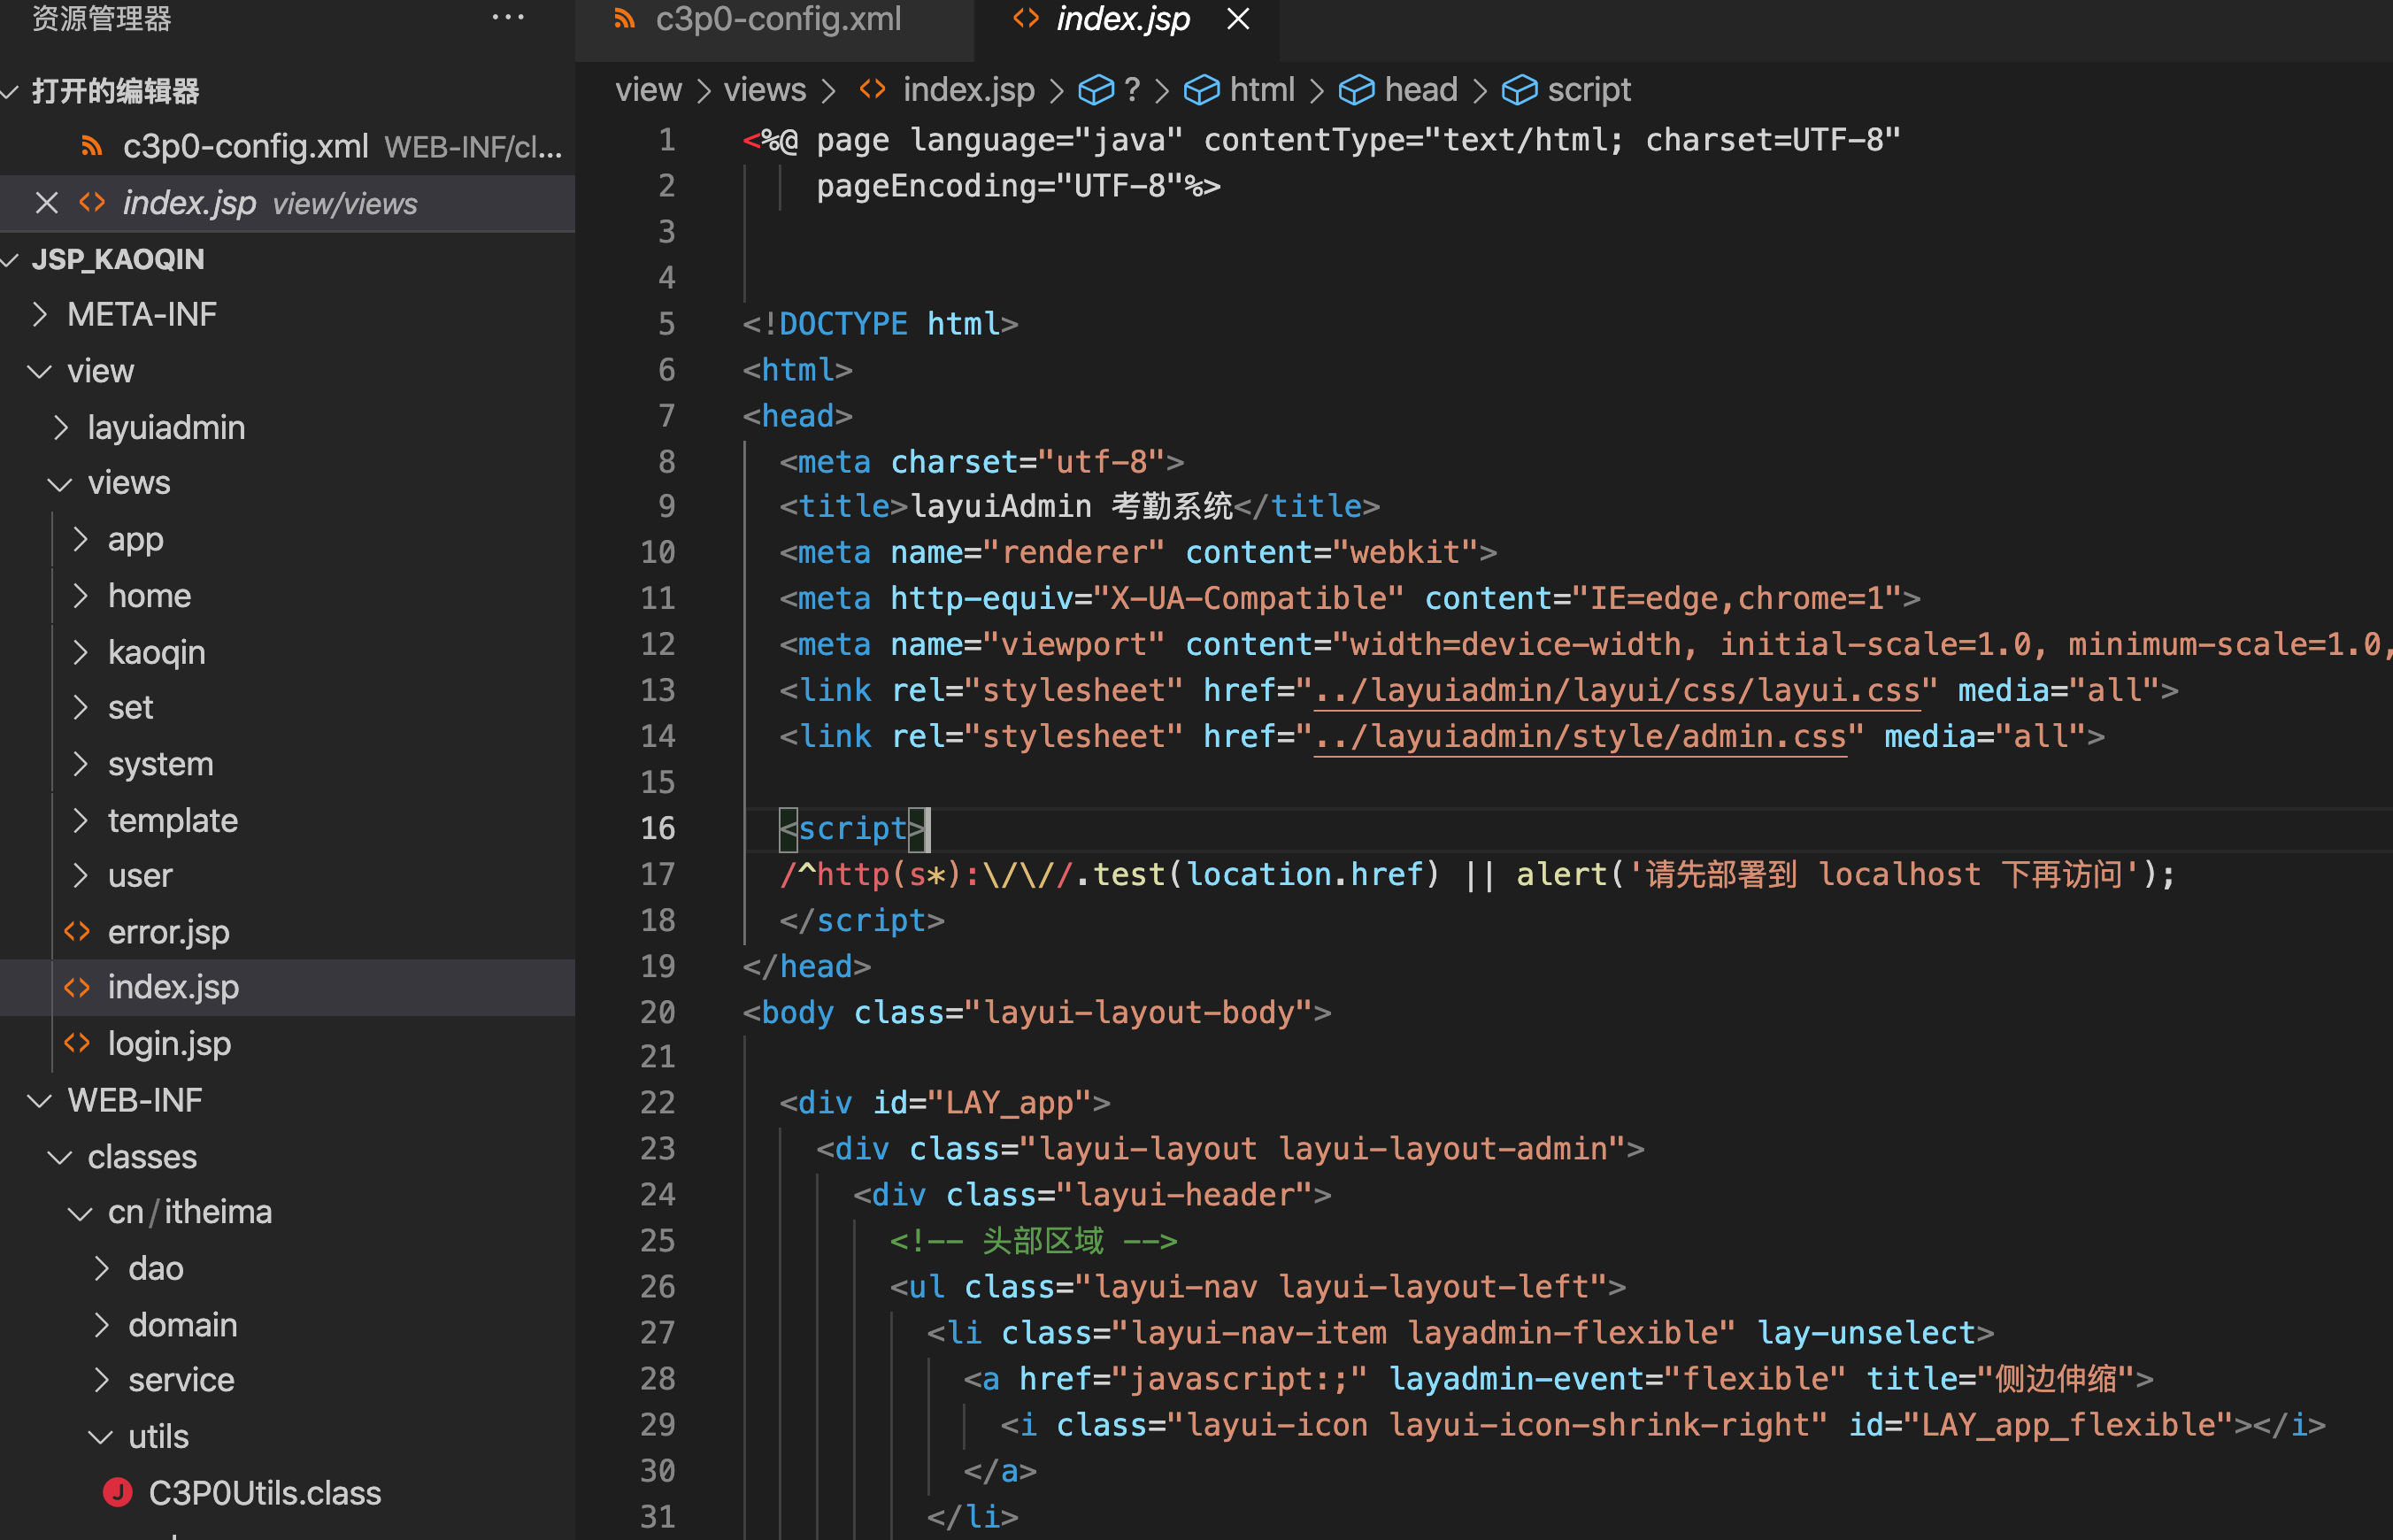 资源管理器
打开的编辑器
c3p0-config.xml WEB-INF/cl...
index.jsp view/views
JSP_KAOQIN
META-INF
view
layuiadmin
views
app
home
kaoqin
set
system
template
user
error.jsp
index.jsp
login.jsp
WEB-INF
classes
cn/itheima
dao
domain
service
utils
J C3P0Utils.class
c3p0-config.xml
index.jsp
view > views > index.jsp > ? > html > head > script
1 <%@ page language="java" contentType="text/html; charset=UTF-8"
2 pageEncoding="UTF-8"%>
3
4
5 <!DOCTYPE html>
6 <html>
7 <head>
8 <meta charset="utf-8">
9 <title>layuiAdmin 考勤系统</title>
10 <meta name="renderer" content="webkit">
11 <meta http-equiv="X-UA-Compatible" content="IE=edge,chrome=1">
12 <meta name="viewport" content="width=device-width, initial-scale=1.0, minimum-scale=1.0,
13 <link rel="stylesheet" href="../layuiadmin/layui/css/layui.css" media="all">
14 <link rel="stylesheet" href="../layuiadmin/style/admin.css" media="all">
15
16 <script>
17 /^http(s*):\/\//.test(location.href) || alert('请先部署到 localhost 下再访问');
18 </script>
19 </head>
20 <body class="layui-layout-body">
21
22 <div id="LAY_app">
23 <div class="layui-layout layui-layout-admin">
24 <div class="layui-header">
25 <!-- 头部区域 -->
26 <ul class="layui-nav layui-layout-left">
27 <li class="layui-nav-item layadmin-flexible" lay-unselect>
28 <a href="javascript:;" layadmin-event="flexible" title="侧边伸缩">
29 <i class="layui-icon layui-icon-shrink-right" id="LAY_app_flexible"></i>
30 </a>
31 </li>